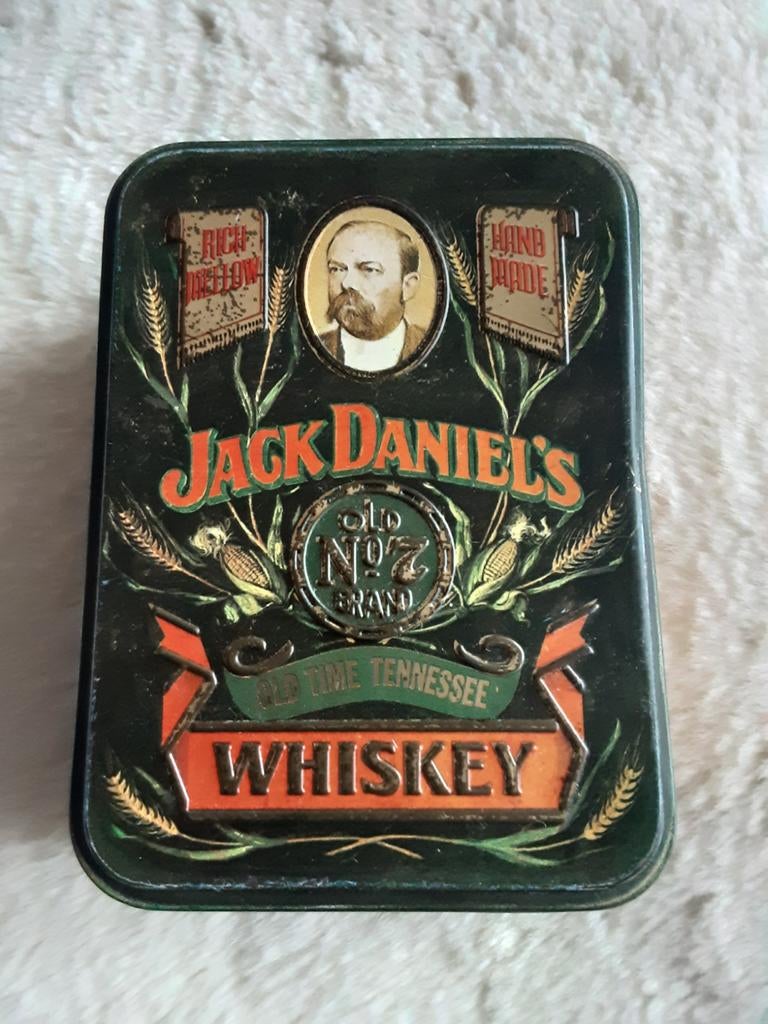 RICH
MELLOW
HAND
MADE
JACK DANIEL'S
OLD
No 7
BRAND
OLD TIME TENNESSEE
WHISKEY